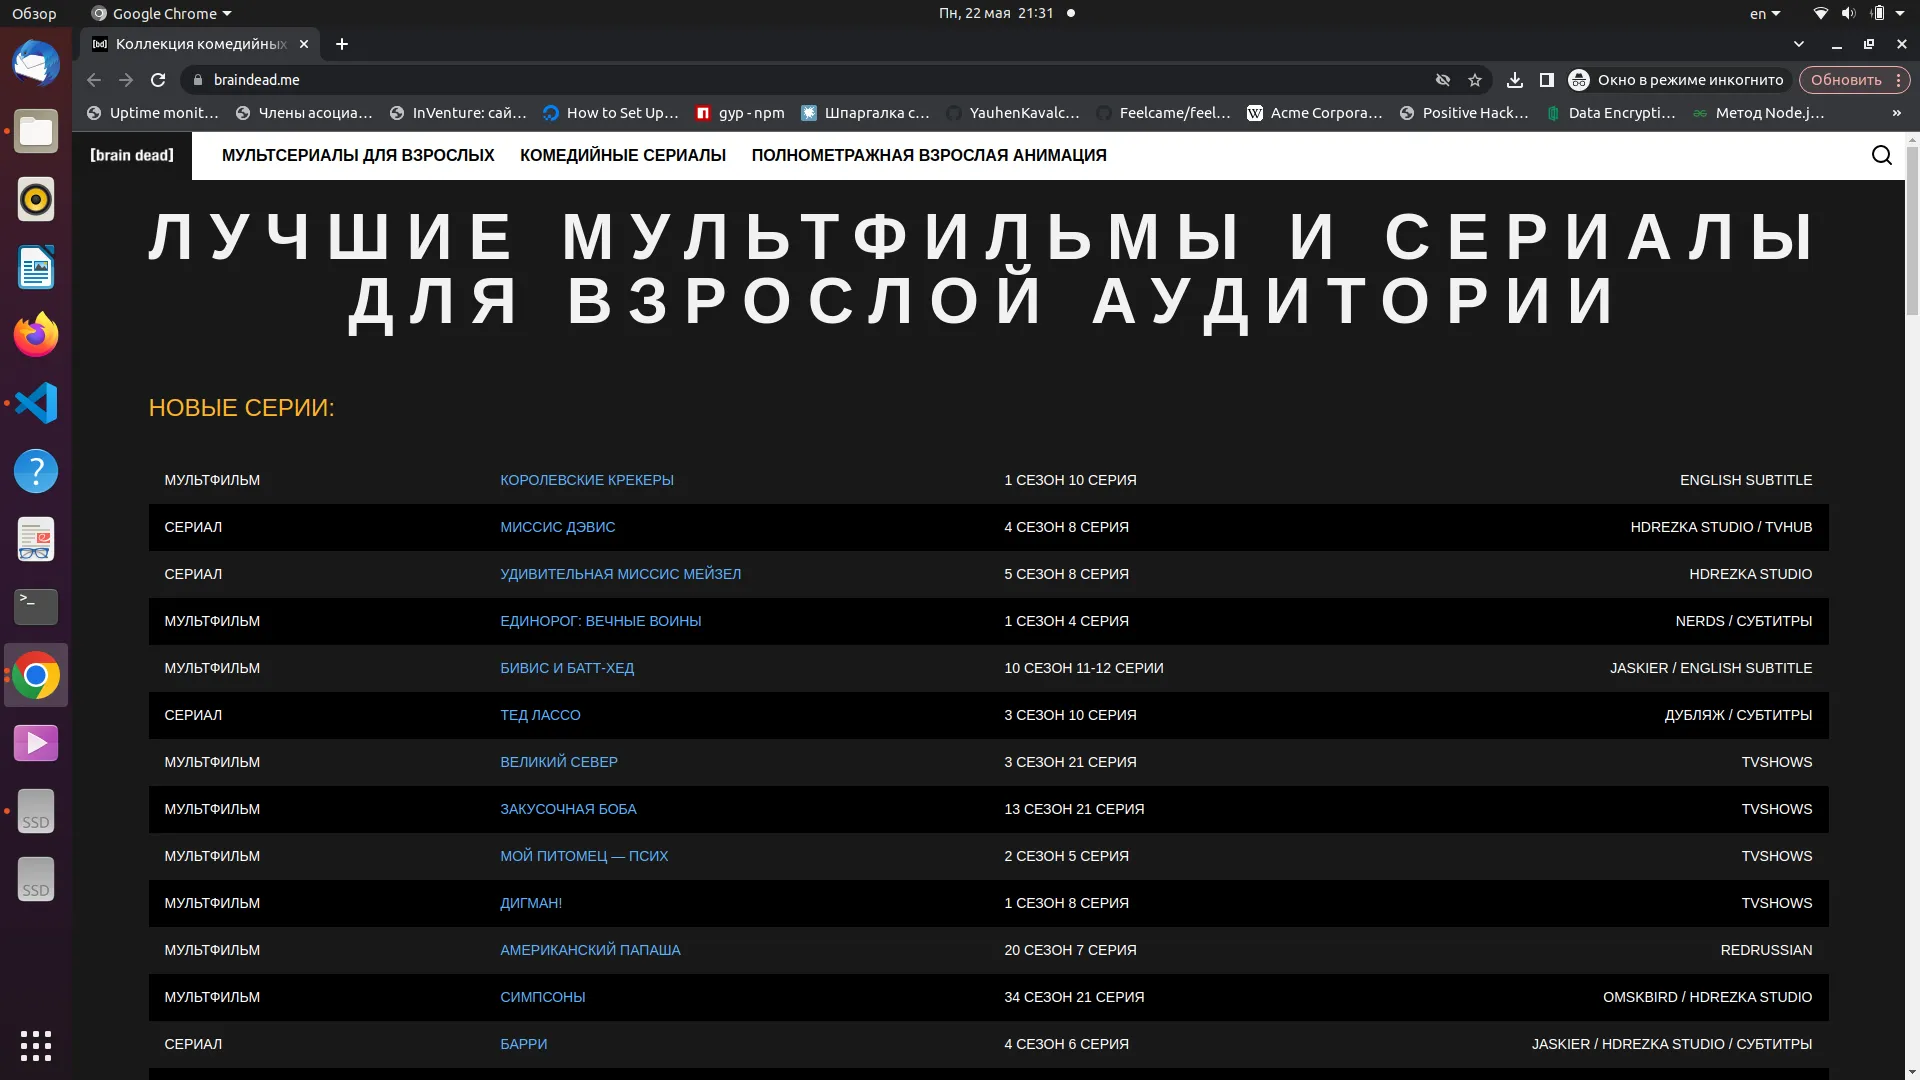 Обзор
Google Chrome
Пн, 22 мая 21:31
en
[bd] Коллекция комедийных
braindead.me
Окно в режиме инкогнито
Обновить
Uptime monit…
Члены асоциа…
InVenture: сай…
How to Set Up…
gyp - npm
Шпаргалка с…
YauhenKavalc…
Feelcame/feel…
W Acme Corpora…
Positive Hack…
Data Encrypti…
Метод Node.j…
»
[brain dead]
МУЛЬТСЕРИАЛЫ ДЛЯ ВЗРОСЛЫХ
КОМЕДИЙНЫЕ СЕРИАЛЫ
ПОЛНОМЕТРАЖНАЯ ВЗРОСЛАЯ АНИМАЦИЯ
ЛУЧШИЕ МУЛЬТФИЛЬМЫ И СЕРИАЛЫ
ДЛЯ ВЗРОСЛОЙ АУДИТОРИИ
НОВЫЕ СЕРИИ:
МУЛЬТФИЛЬМ КОРОЛЕВСКИЕ КРЕКЕРЫ 1 СЕЗОН 10 СЕРИЯ ENGLISH SUBTITLE
СЕРИАЛ МИССИС ДЭВИС 4 СЕЗОН 8 СЕРИЯ HDREZKA STUDIO / TVHUB
СЕРИАЛ УДИВИТЕЛЬНАЯ МИССИС МЕЙЗЕЛ 5 СЕЗОН 8 СЕРИЯ HDREZKA STUDIO
МУЛЬТФИЛЬМ ЕДИНОРОГ: ВЕЧНЫЕ ВОИНЫ 1 СЕЗОН 4 СЕРИЯ NERDS / СУБТИТРЫ
МУЛЬТФИЛЬМ БИВИС И БАТТ-ХЕД 10 СЕЗОН 11-12 СЕРИИ JASKIER / ENGLISH SUBTITLE
СЕРИАЛ ТЕД ЛАССО 3 СЕЗОН 10 СЕРИЯ ДУБЛЯЖ / СУБТИТРЫ
МУЛЬТФИЛЬМ ВЕЛИКИЙ СЕВЕР 3 СЕЗОН 21 СЕРИЯ TVSHOWS
МУЛЬТФИЛЬМ ЗАКУСОЧНАЯ БОБА 13 СЕЗОН 21 СЕРИЯ TVSHOWS
МУЛЬТФИЛЬМ МОЙ ПИТОМЕЦ — ПСИХ 2 СЕЗОН 5 СЕРИЯ TVSHOWS
МУЛЬТФИЛЬМ ДИГМАН! 1 СЕЗОН 8 СЕРИЯ TVSHOWS
МУЛЬТФИЛЬМ АМЕРИКАНСКИЙ ПАПАША 20 СЕЗОН 7 СЕРИЯ REDRUSSIAN
МУЛЬТФИЛЬМ СИМПСОНЫ 34 СЕЗОН 21 СЕРИЯ OMSKBIRD / HDREZKA STUDIO
СЕРИАЛ БАРРИ 4 СЕЗОН 6 СЕРИЯ JASKIER / HDREZKA STUDIO / СУБТИТРЫ
?
>_
SSD
SSD